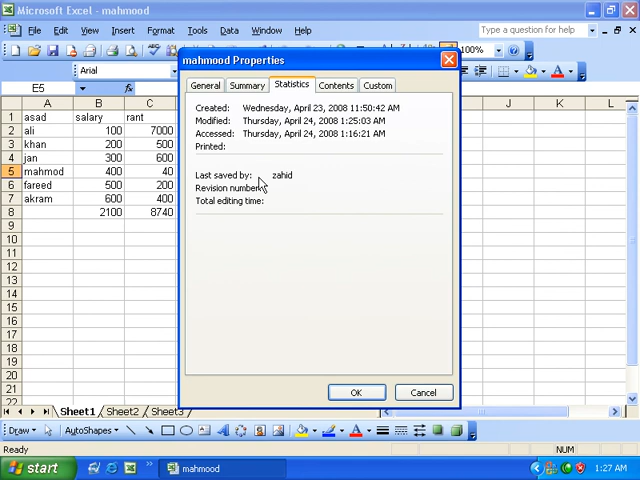 Microsoft Excel - mahmood
File Edit View Insert Format Tools Data Window Help
Type a question for help
100%
Arial
mahmood Properties
General Summary Statistics Contents Custom
Created: Wednesday, April 23, 2008 11:50:42 AM
Modified: Thursday, April 24, 2008 1:25:03 AM
Accessed: Thursday, April 24, 2008 1:16:21 AM
Printed:
Last saved by: zahid
Revision number
Total editing time:
OK Cancel
E5 fx
A B C K L
1 asad salary rant
2 ali 100 7000
3 khan 200 500
4 jan 300 600
5 mahmod 400 40
6 fareed 500 200
7 akram 600 400
8 2100 8740
9
10
11
12
13
14
15
16
17
18
19
20
21
22
Sheet1 Sheet2 Sheet3
Draw AutoShapes
Ready NUM
start mahmood 1:27 AM